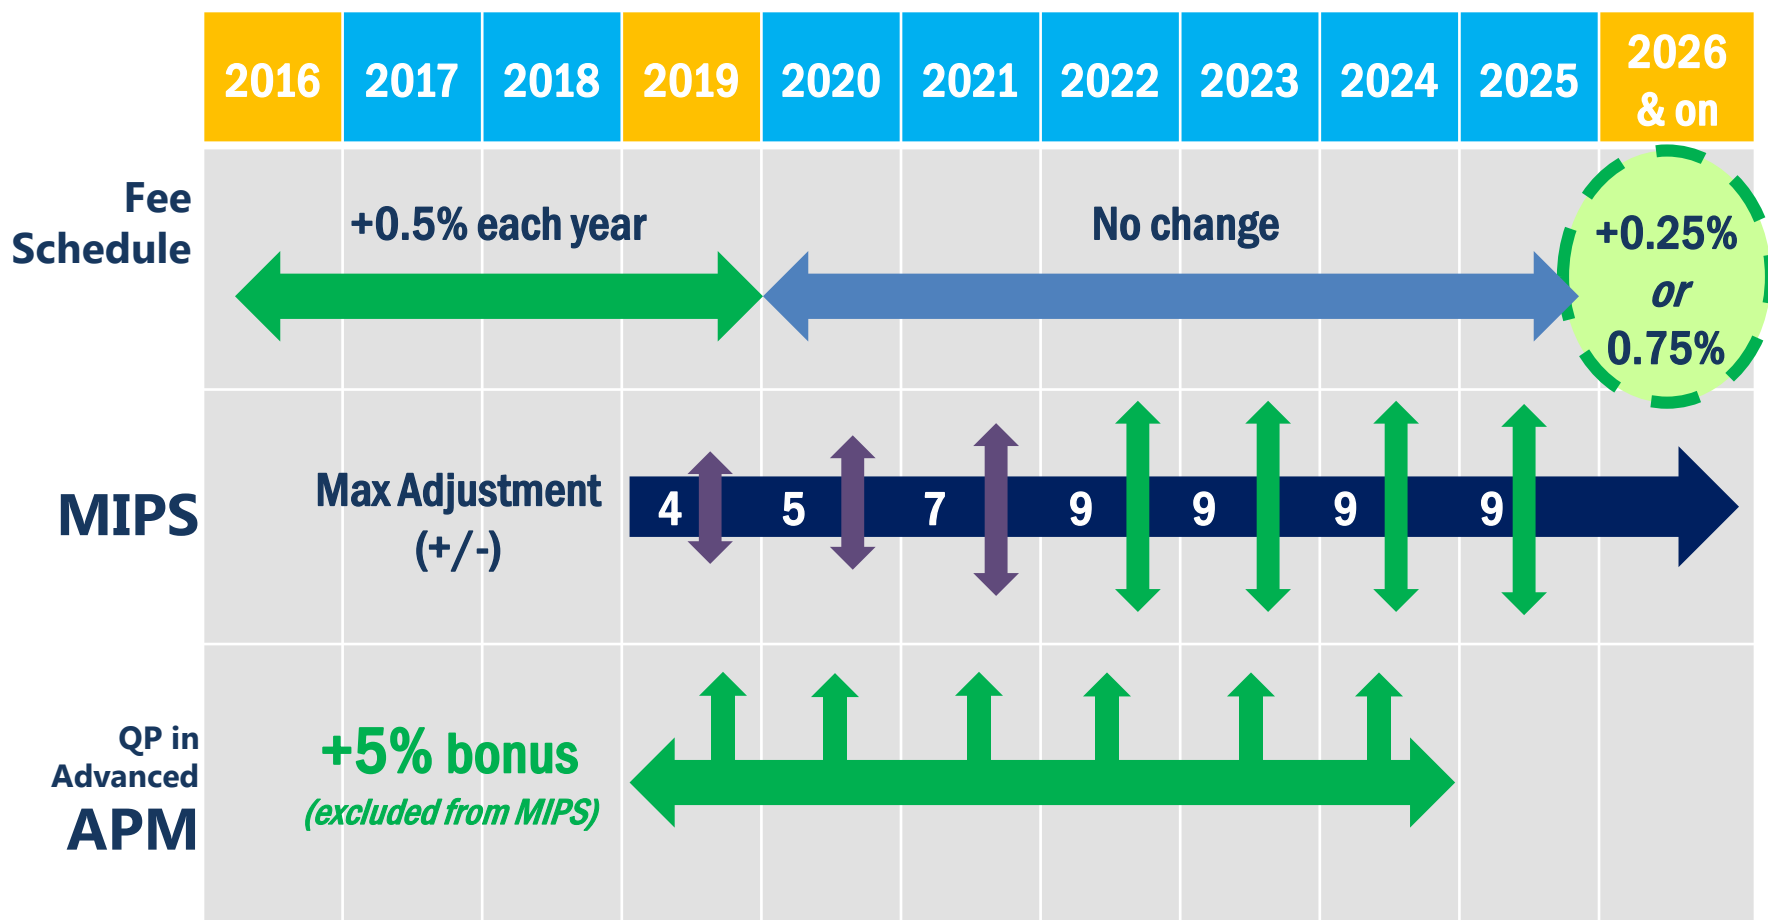 2016 2017 2018 2019 2020 2021 2022 2023 2024 2025 2026
& on
Fee
Schedule
+0.5% each year
No change
+0.25%
or
0.75%
MIPS
Max Adjustment
(+/-)
4 5 7 9 9 9 9
QP in
Advanced
APM
+5% bonus
(excluded from MIPS)